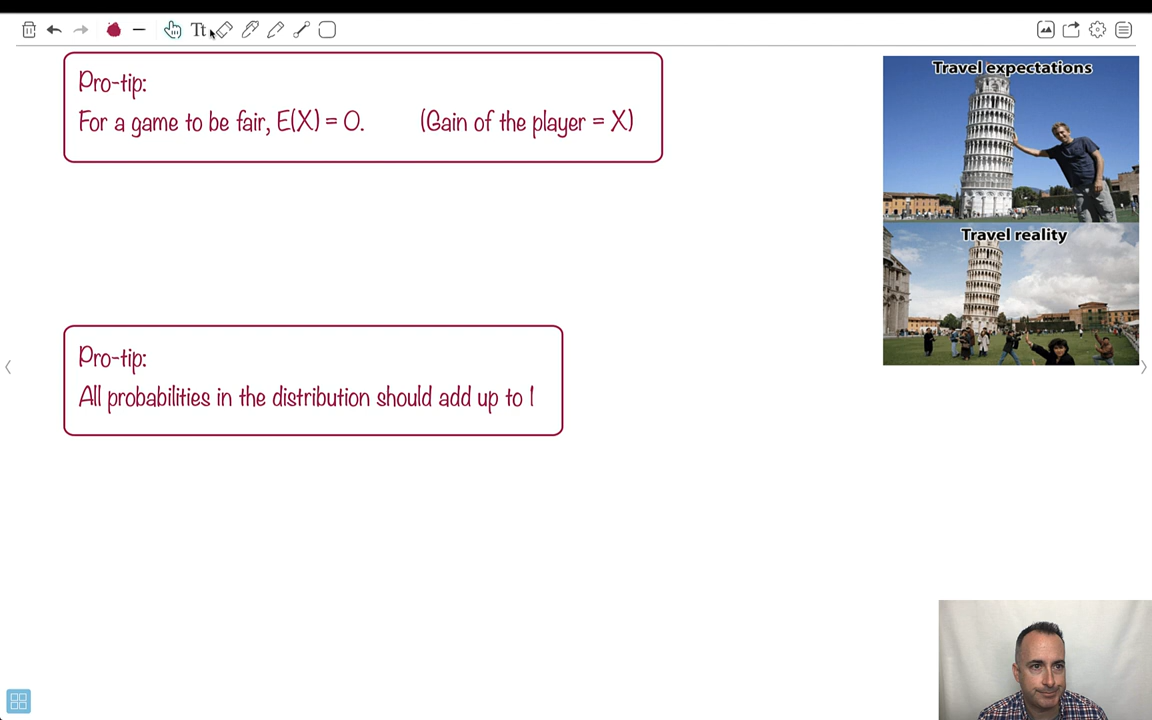 Tt
Pro-tip:
For a game to be fair, E(X) = 0. (Gain of the player = X)
Travel expectations
Travel reality
Pro-tip:
All probabilities in the distribution should add up to 1